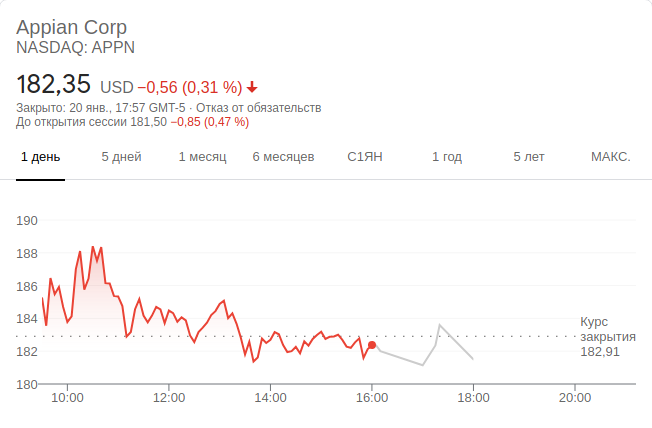 Appian Corp
NASDAQ: APPN
182,35 USD −0,56 (0,31 %)
Закрыто: 20 янв., 17:57 GMT-5 · Отказ от обязательств
До открытия сессии 181,50 −0,85 (0,47 %)
1 день 5 дней 1 месяц 6 месяцев С1ЯН 1 год 5 лет МАКС.
190
188
186
184
182
180
Курс
закрытия
182,91
10:00 12:00 14:00 16:00 18:00 20:00